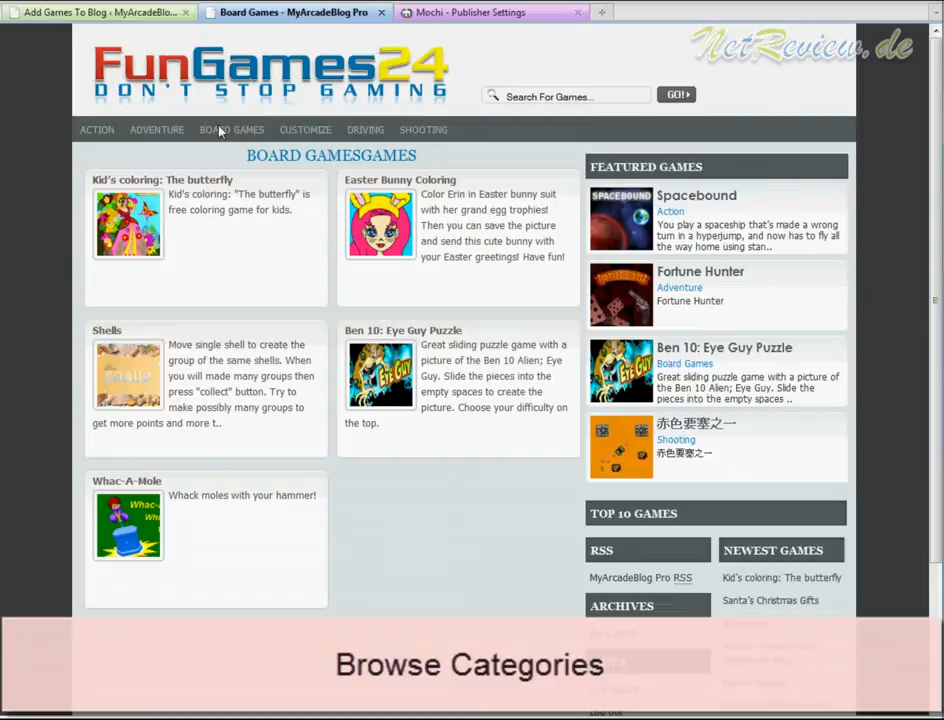 Add Games To Blog ‹ MyArcadeBlo...
Board Games - MyArcadeBlog Pro
Mochi - Publisher Settings
NetReview.de
FunGames24
DON'T STOP GAMING
Search For Games...
GO!
ACTION ADVENTURE BOARD GAMES CUSTOMIZE DRIVING SHOOTING
BOARD GAMESGAMES
Kid's coloring: The butterfly
Kid's coloring: "The butterfly" is
free coloring game for kids.
Easter Bunny Coloring
Color Erin in Easter bunny suit
with her grand egg trophies!
Then you can save the picture
and send this cute bunny with
your Easter greetings! Have fun!
Shells
Move single shell to create the
group of the same shells. When
you will made many groups then
press "collect" button. Try to
make possibly many groups to
get more points and more t..
Ben 10: Eye Guy Puzzle
EYE GUY
Great sliding puzzle game with a
picture of the Ben 10 Alien; Eye
Guy. Slide the pieces into the
empty spaces to create the
picture. Choose your difficulty on
the top.
Whac-A-Mole
Whack moles with your hammer!
FEATURED GAMES
SPACEBOUND
Spacebound
Action
You play a spaceship that's made a wrong
turn in a hyperjump, and now has to fly all
the way home using stan..
Fortune Hunter
Adventure
Fortune Hunter
Ben 10: Eye Guy Puzzle
Board Games
Great sliding puzzle game with a picture of
the Ben 10 Alien; Eye Guy. Slide the
pieces into the empty spaces ..
赤色要塞之一
Shooting
赤色要塞之一
TOP 10 GAMES
RSS
MyArcadeBlog Pro RSS
ARCHIVES
NEWEST GAMES
Kid's coloring: The butterfly
Santa's Christmas Gifts
Browse Categories
Log out